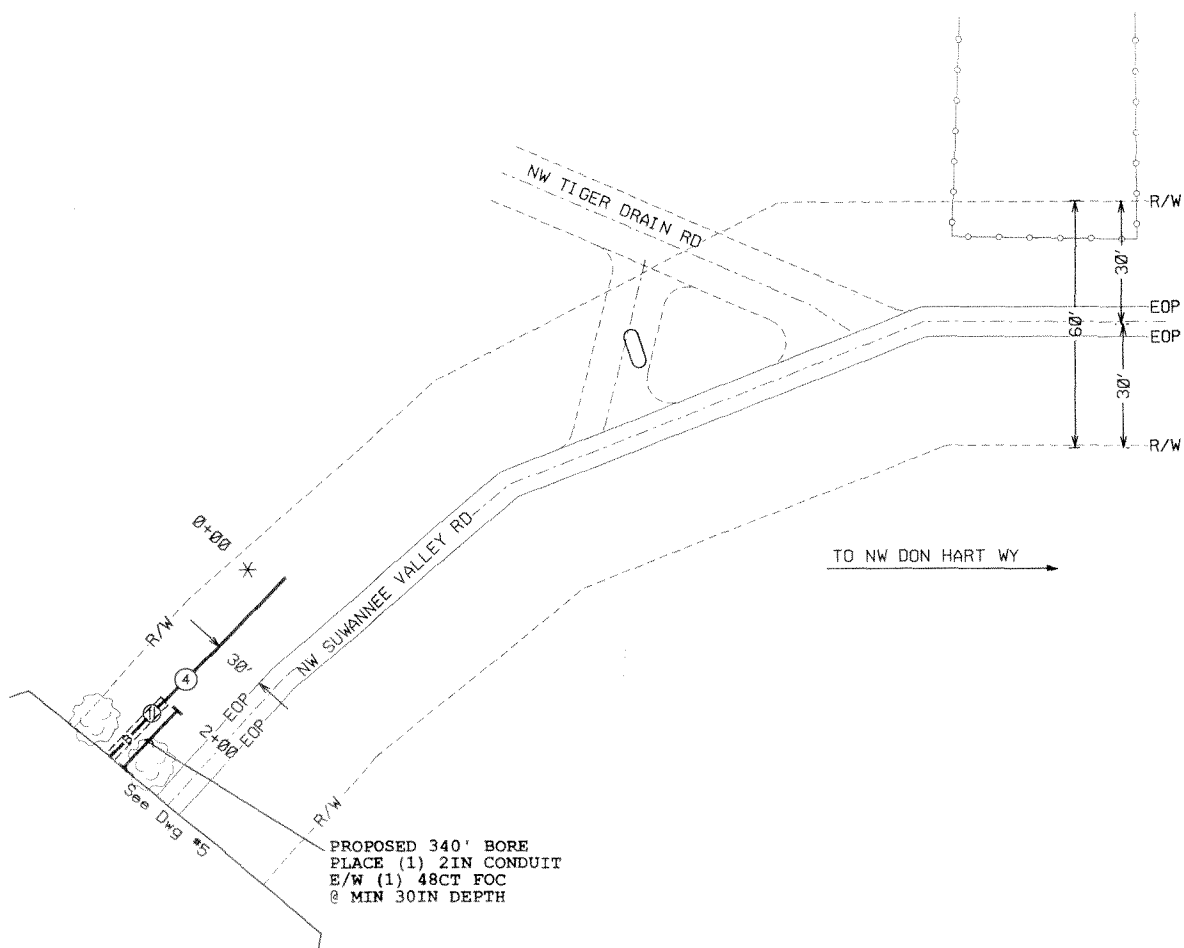 NW TIGER DRAIN RD
R/W
30'
EOP
60'
EOP
30'
R/W
0+00
TO NW DON HART WY
NW SUWANNEE VALLEY RD
R/W
30'
4
EOP
2+00
EOP
B
See Dwg #5
R/W
PROPOSED 340' BORE
PLACE (1) 2IN CONDUIT
E/W (1) 48CT FOC
@ MIN 30IN DEPTH